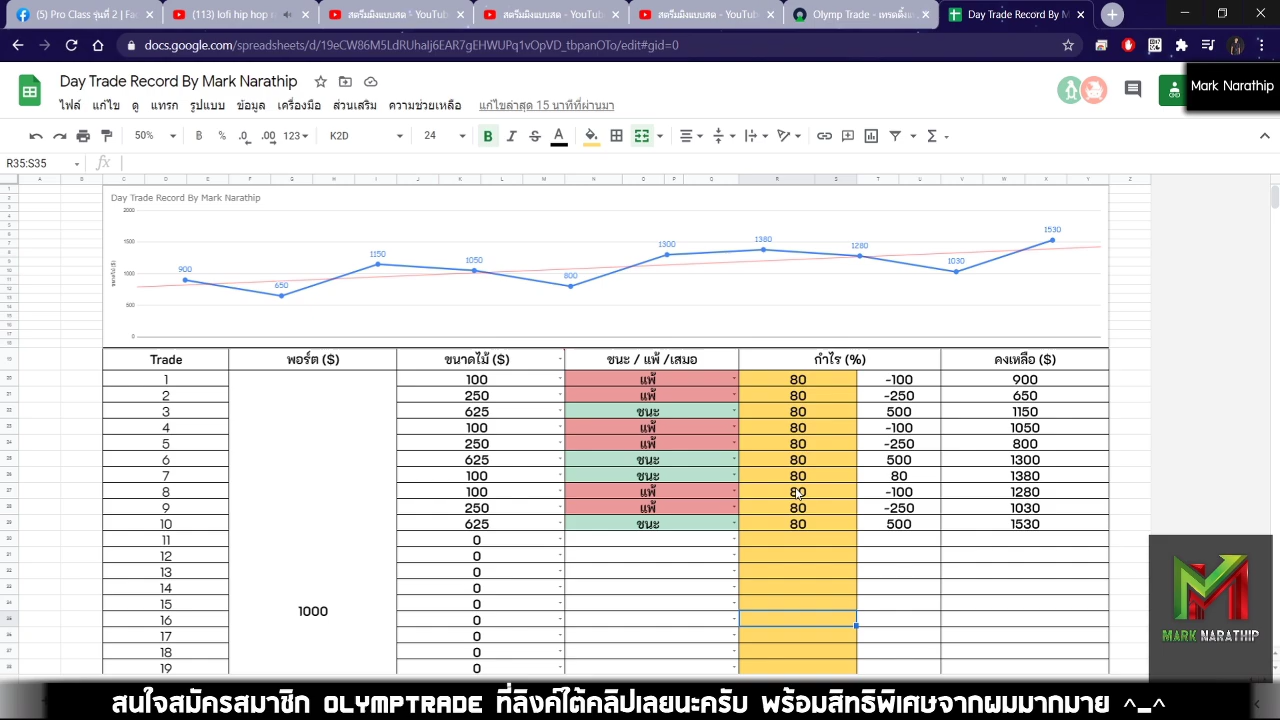 (5) Pro Class รุ่นที่ 2 | Fac
(113) lofi hip hop r
สตรีมมิงแบบสด - YouTube
สตรีมมิงแบบสด - YouTub
สตรีมมิงแบบสด - YouTub
Olymp Trade - เทรดดิ้งแ
Day Trade Record By M
docs.google.com/spreadsheets/d/19eCW86M5LdRUhaIj6EAR7gEHWUPq1vOpVD_tbpanOTo/edit#gid=0
Day Trade Record By Mark Narathip
Mark Narathip
ไฟล์ แก้ไข ดู แทรก รูปแบบ ข้อมูล เครื่องมือ ส่วนเสริม ความช่วยเหลือ แก้ไขล่าสุด 15 นาทีที่ผ่านมา
50% B % .0 .00 123 K2D 24 B I S A
R35:S35 fx
A B C D E F G H I J K L M N O P Q R S T U V W X Y Z
Day Trade Record By Mark Narathip
2000
1500
1000
500
0
900 650 1150 1050 800 1300 1380 1280 1030 1530
Trade พอร์ต ($) ขนาดไม้ ($) ชนะ / แพ้ /เสมอ กำไร (%) คงเหลือ ($)
1 100 แพ้ 80 -100 900
2 250 แพ้ 80 -250 650
3 625 ชนะ 80 500 1150
4 100 แพ้ 80 -100 1050
5 250 แพ้ 80 -250 800
6 625 ชนะ 80 500 1300
7 100 ชนะ 80 80 1380
8 100 แพ้ 80 -100 1280
9 250 แพ้ 80 -250 1030
10 625 ชนะ 80 500 1530
11 0
12 0
13 0
14 0
15 0
1000
16 0
17 0
18 0
19 0
MARK NARATHIP
สนใจสมัครสมาชิก OLYMPTRADE ที่ลิงค์ใต้คลิปเลยนะครับ พร้อมสิทธิพิเศษจากผมมากมาย ^_^